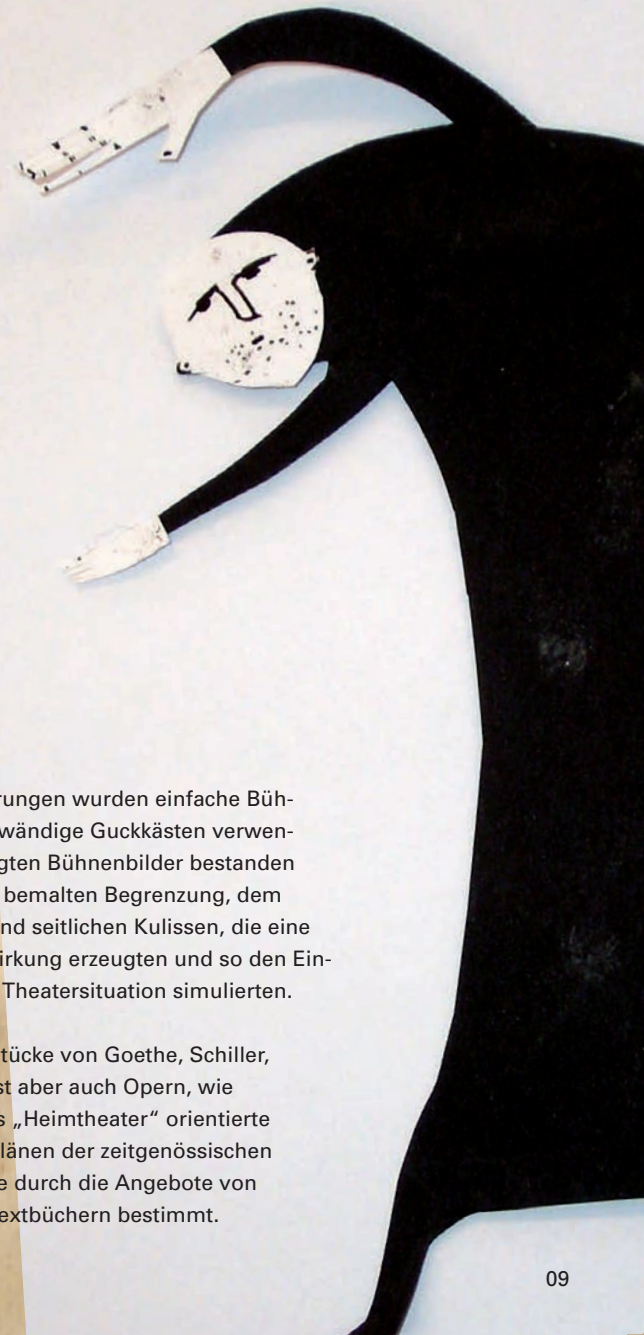 rungen wurden einfache Büh-
wändige Guckkästen verwen-
gten Bühnenbilder bestanden
bemalten Begrenzung, dem
nd seitlichen Kulissen, die eine
irkung erzeugten und so den Ein-
Theatersituation simulierten.
tücke von Goethe, Schiller,
st aber auch Opern, wie
s „Heimtheater“ orientierte
länen der zeitgenössischen
e durch die Angebote von
extbüchern bestimmt.
09